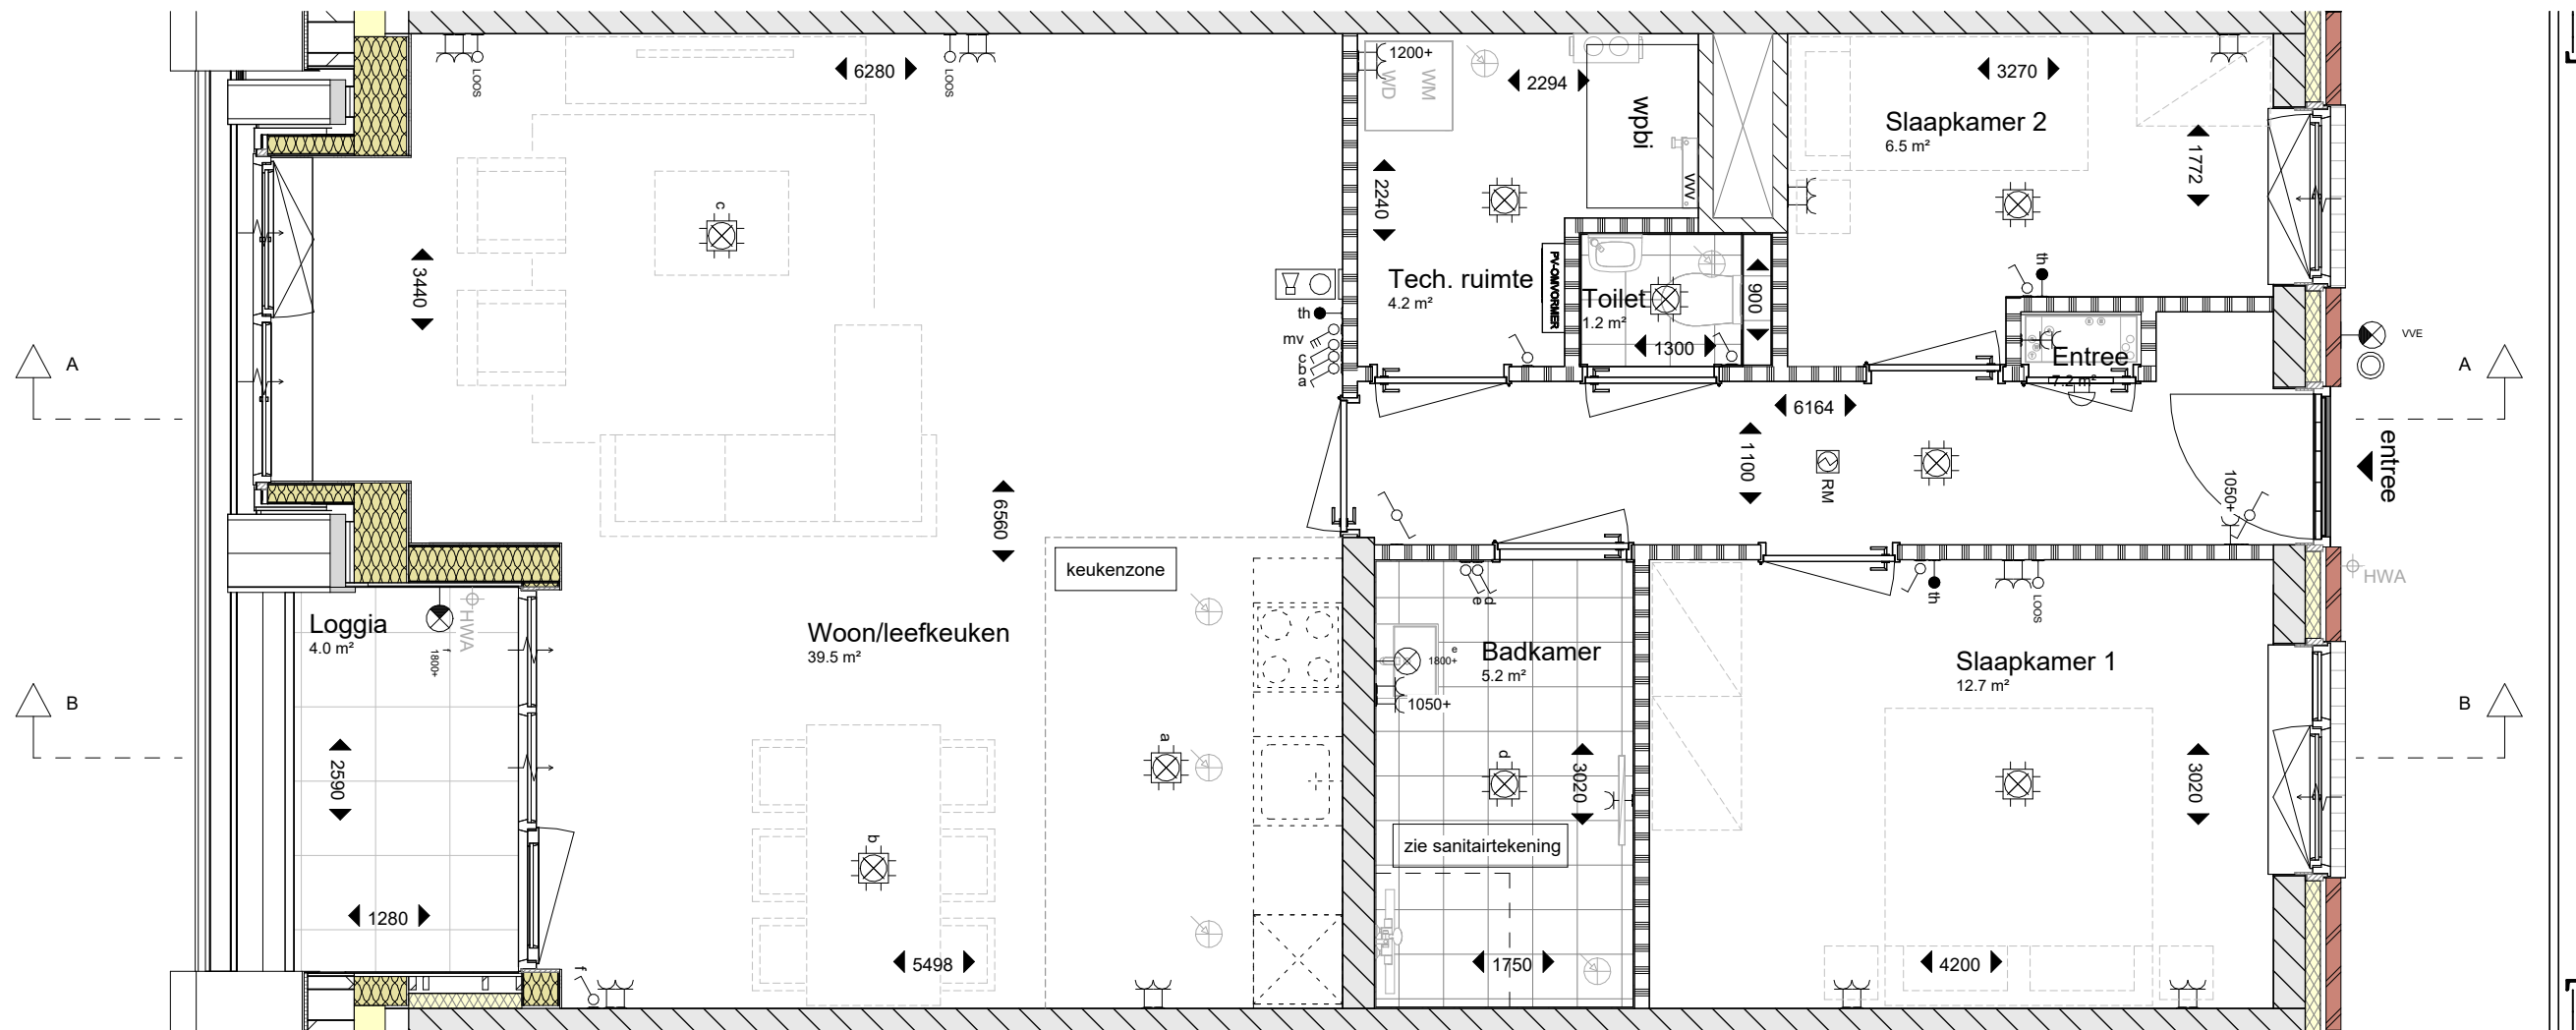 LOOS
6280
LOOS
1200+
WD
WM
2294
wpbi
VVV
3270
Slaapkamer 2
6.5 m²
1772
c
3440
2240
th
mv
c
b
a
Tech. ruimte
4.2 m²
PV-OMVORMER
Toilet
1.2 m²
900
1300
th
Entree
7.2 m²
VVE
A
A
6164
1100
RM
1050+
entree
6560
keukenzone
HWA
Loggia
4.0 m²
HWA
f
1800+
Woon/leefkeuken
39.5 m²
e
d
Badkamer
5.2 m²
e
1800+
1050+
th
LOOS
Slaapkamer 1
12.7 m²
B
B
2590
a
d
3020
3020
b
zie sanitairtekening
1280
f
5498
1750
4200